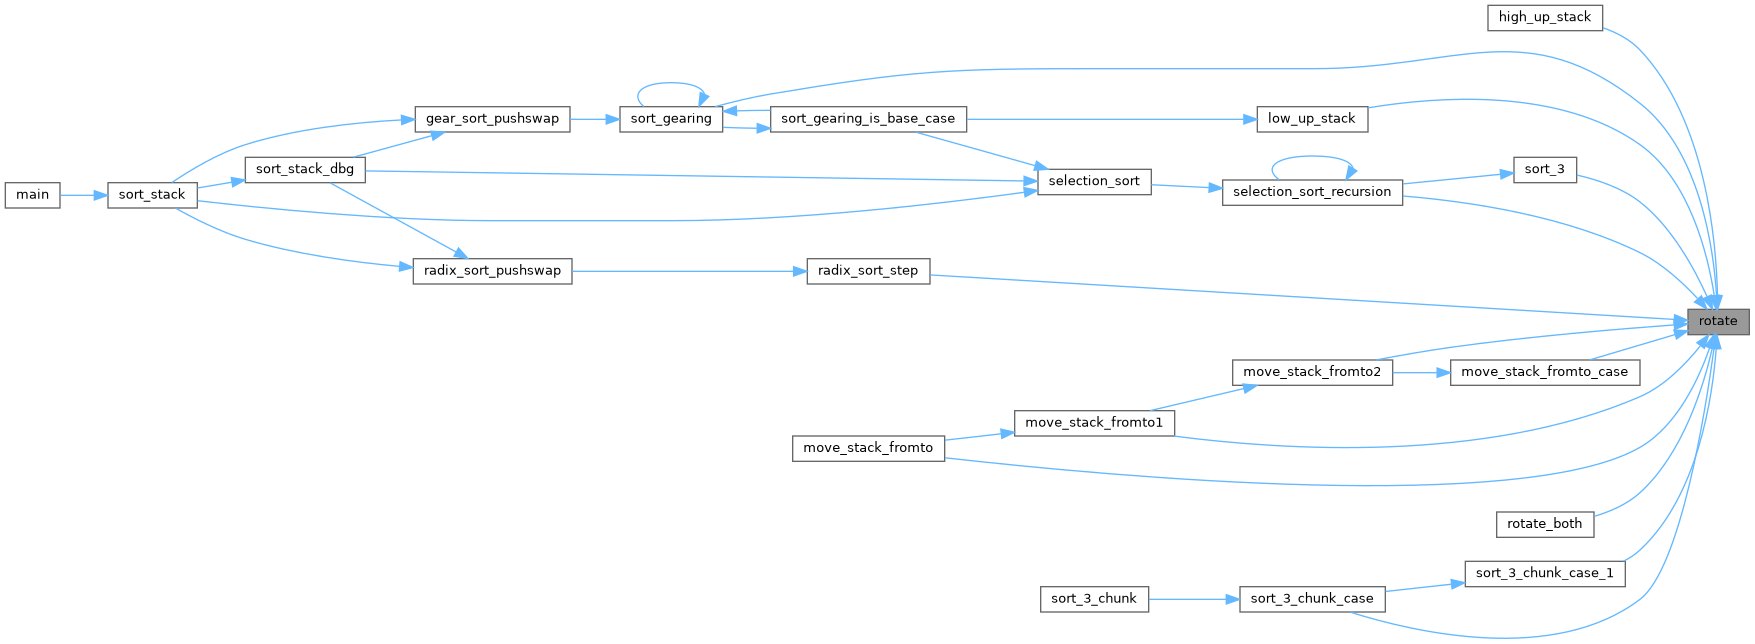 high_up_stack
gear_sort_pushswap
sort_gearing
sort_gearing_is_base_case
low_up_stack
sort_stack_dbg
sort_3
main
sort_stack
selection_sort
selection_sort_recursion
radix_sort_pushswap
radix_sort_step
rotate
move_stack_fromto2
move_stack_fromto_case
move_stack_fromto1
move_stack_fromto
rotate_both
sort_3_chunk_case_1
sort_3_chunk
sort_3_chunk_case